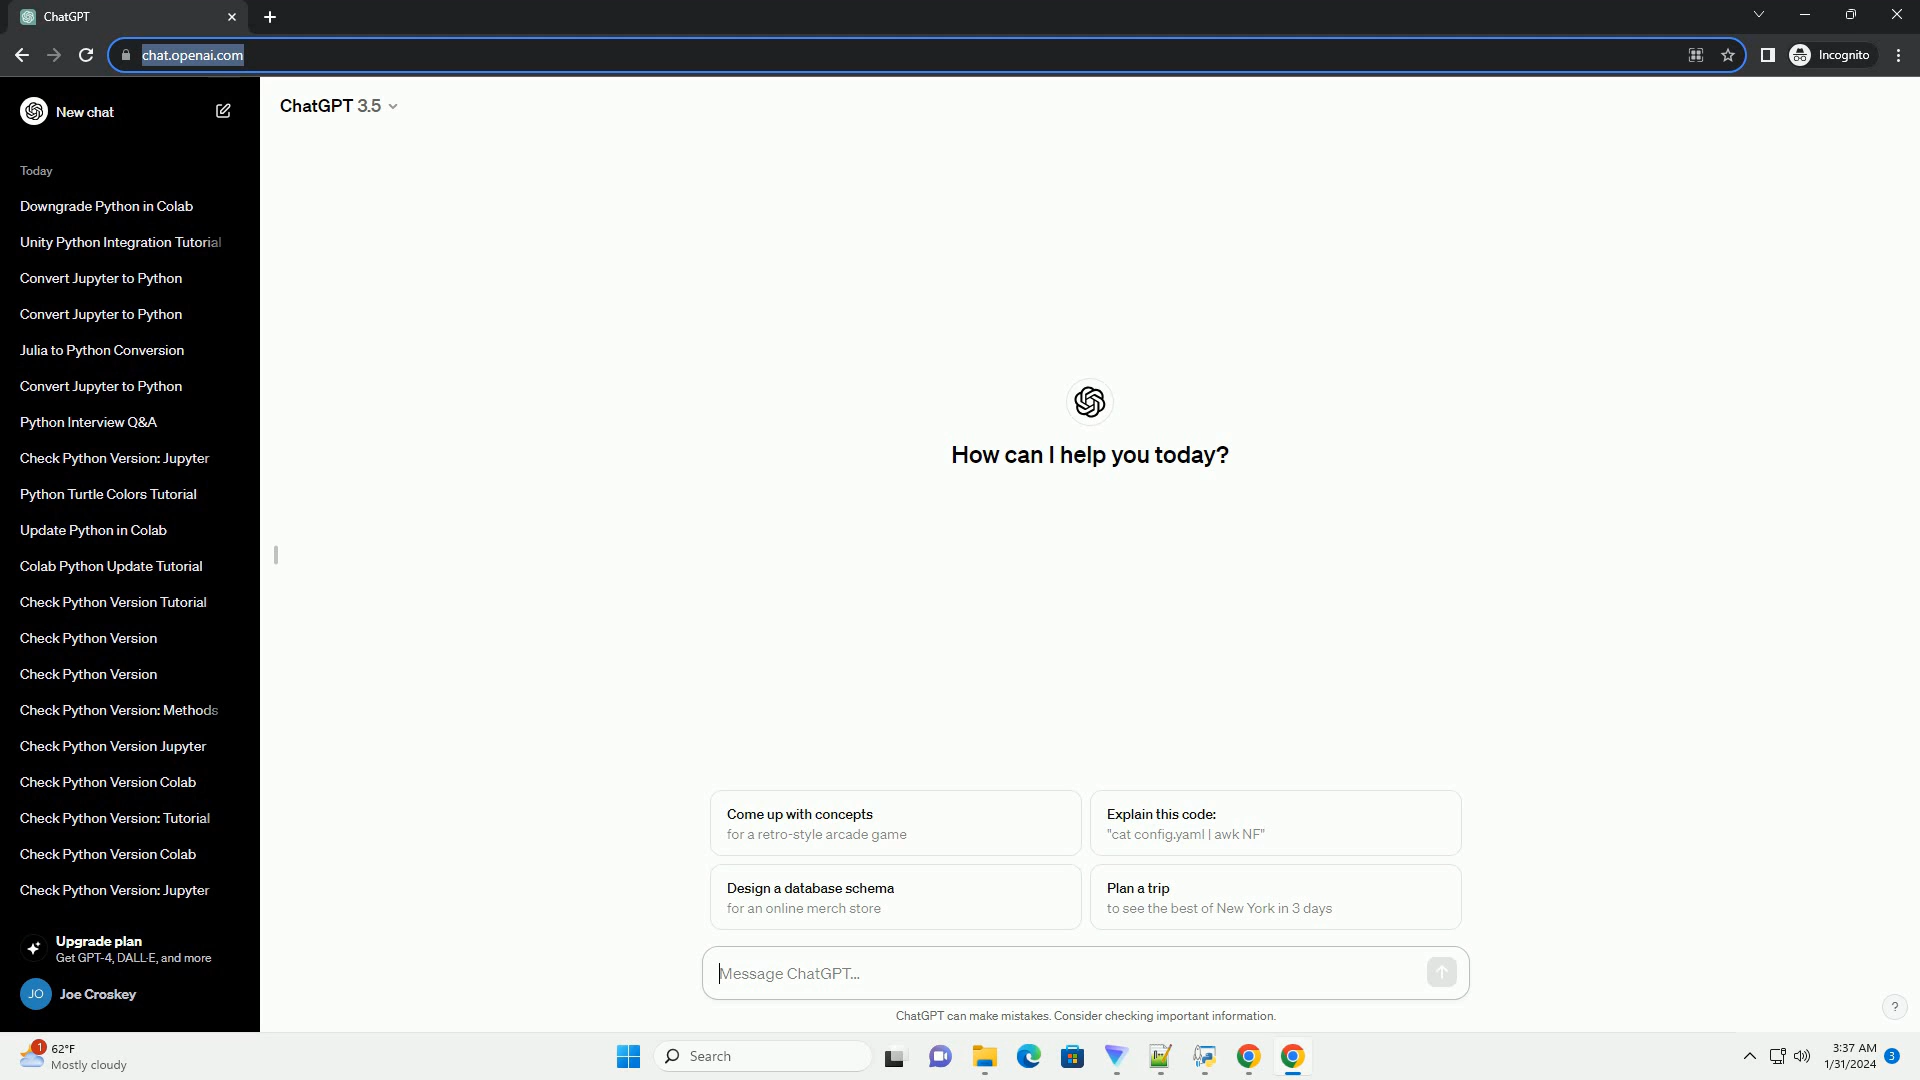 ChatGPT
chat.openai.com
Incognito
New chat
ChatGPT 3.5
Today
Downgrade Python in Colab
Unity Python Integration Tutorial
Convert Jupyter to Python
Convert Jupyter to Python
Julia to Python Conversion
Convert Jupyter to Python
Python Interview Q&A
Check Python Version: Jupyter
Python Turtle Colors Tutorial
Update Python in Colab
Colab Python Update Tutorial
Check Python Version Tutorial
Check Python Version
Check Python Version
Check Python Version: Methods
Check Python Version Jupyter
Check Python Version Colab
Check Python Version: Tutorial
Check Python Version Colab
Check Python Version: Jupyter
Upgrade plan
Get GPT-4, DALL·E, and more
JO Joe Croskey
How can I help you today?
Come up with concepts
for a retro-style arcade game
Explain this code:
"cat config.yaml | awk NF"
Design a database schema
for an online merch store
Plan a trip
to see the best of New York in 3 days
Message ChatGPT...
ChatGPT can make mistakes. Consider checking important information.
?
1
62°F
Mostly cloudy
Search
3:37 AM
1/31/2024
3